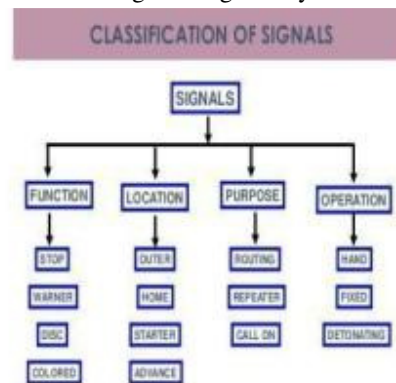 CLASSIFICATION OF SIGNALS
SIGNALS
FUNCTION LOCATION PURPOSE OPERATION
STOP OUTER ROUTING HAND
WARNER HOME REPEATER FIXED
DISC STARTER CALL ON DETONATING
COLORED ADVANCE